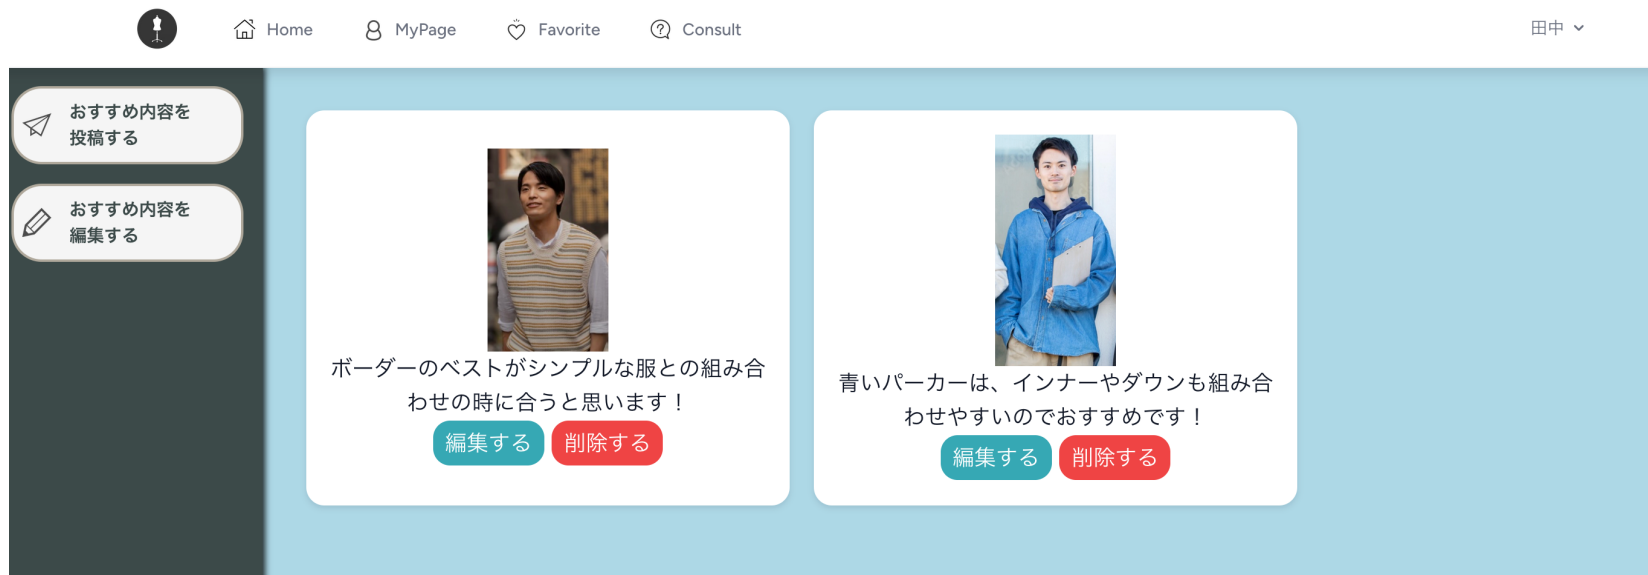 Home
MyPage
Favorite
Consult
田中
おすすめ内容を
投稿する
おすすめ内容を
編集する
ボーダーのベストがシンプルな服との組み合
わせの時に合うと思います！
編集する
削除する
青いパーカーは、インナーやダウンも組み合
わせやすいのでおすすめです！
編集する
削除する